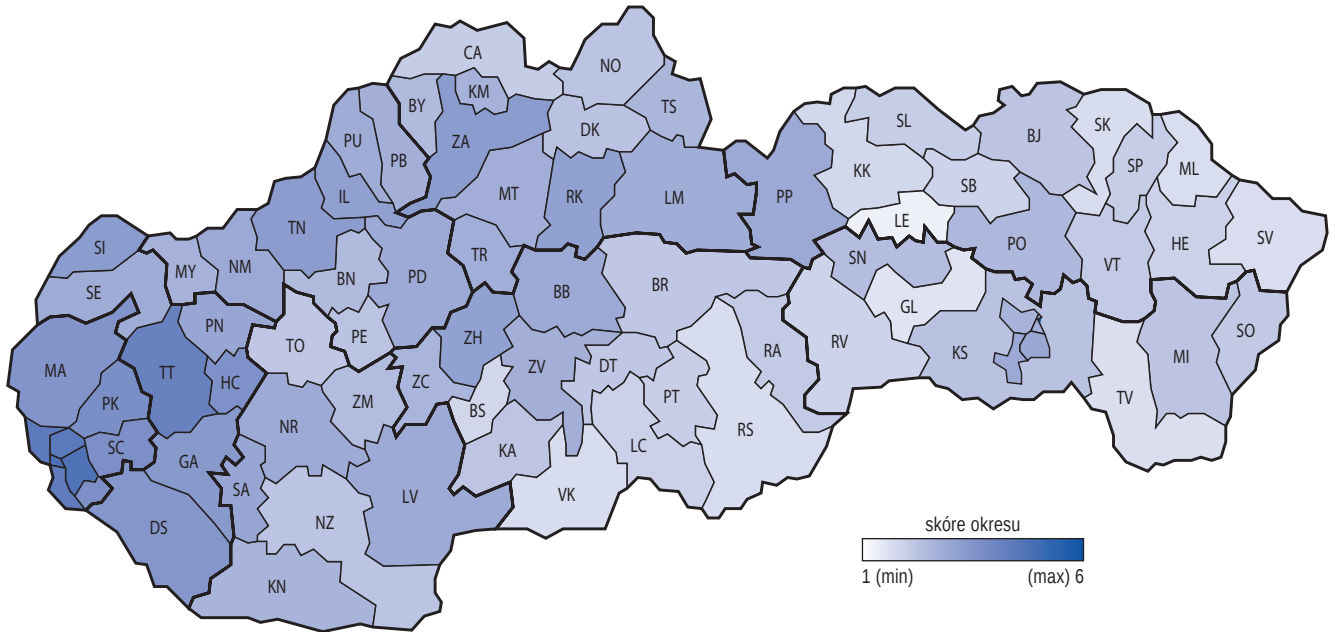 CA
NO
KM
BY
TS
ZA
DK
SL
BJ
SK
PU
PB
KK
SP
ML
SB
IL
MT
RK
LM
PP
LE
TN
PO
HE
SV
SI
MY
NM
TR
SN
VT
BN
PD
SE
BB
BR
GL
PN
PE
ZH
TO
RV
KS
SO
MA
TT
HC
ZC
ZV
DT
RA
MI
PK
ZM
BS
PT
TV
NR
RS
SC
GA
KA
LC
SA
LV
VK
DS
NZ
KN
skóre okresu
1 (min)
(max) 6